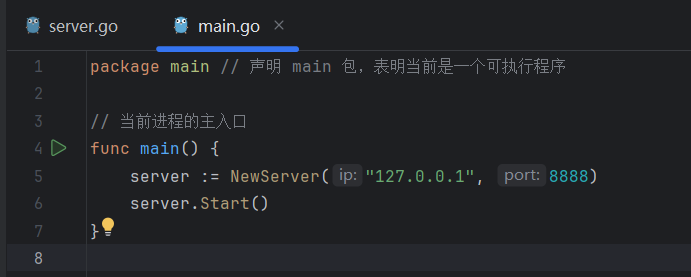 server.go main.go ×
1 package main // 声明 main 包，表明当前是一个可执行程序
2
3 // 当前进程的主入口
4 func main() {
5 server := NewServer( ip: "127.0.0.1", port: 8888)
6 server.Start()
7 }
8